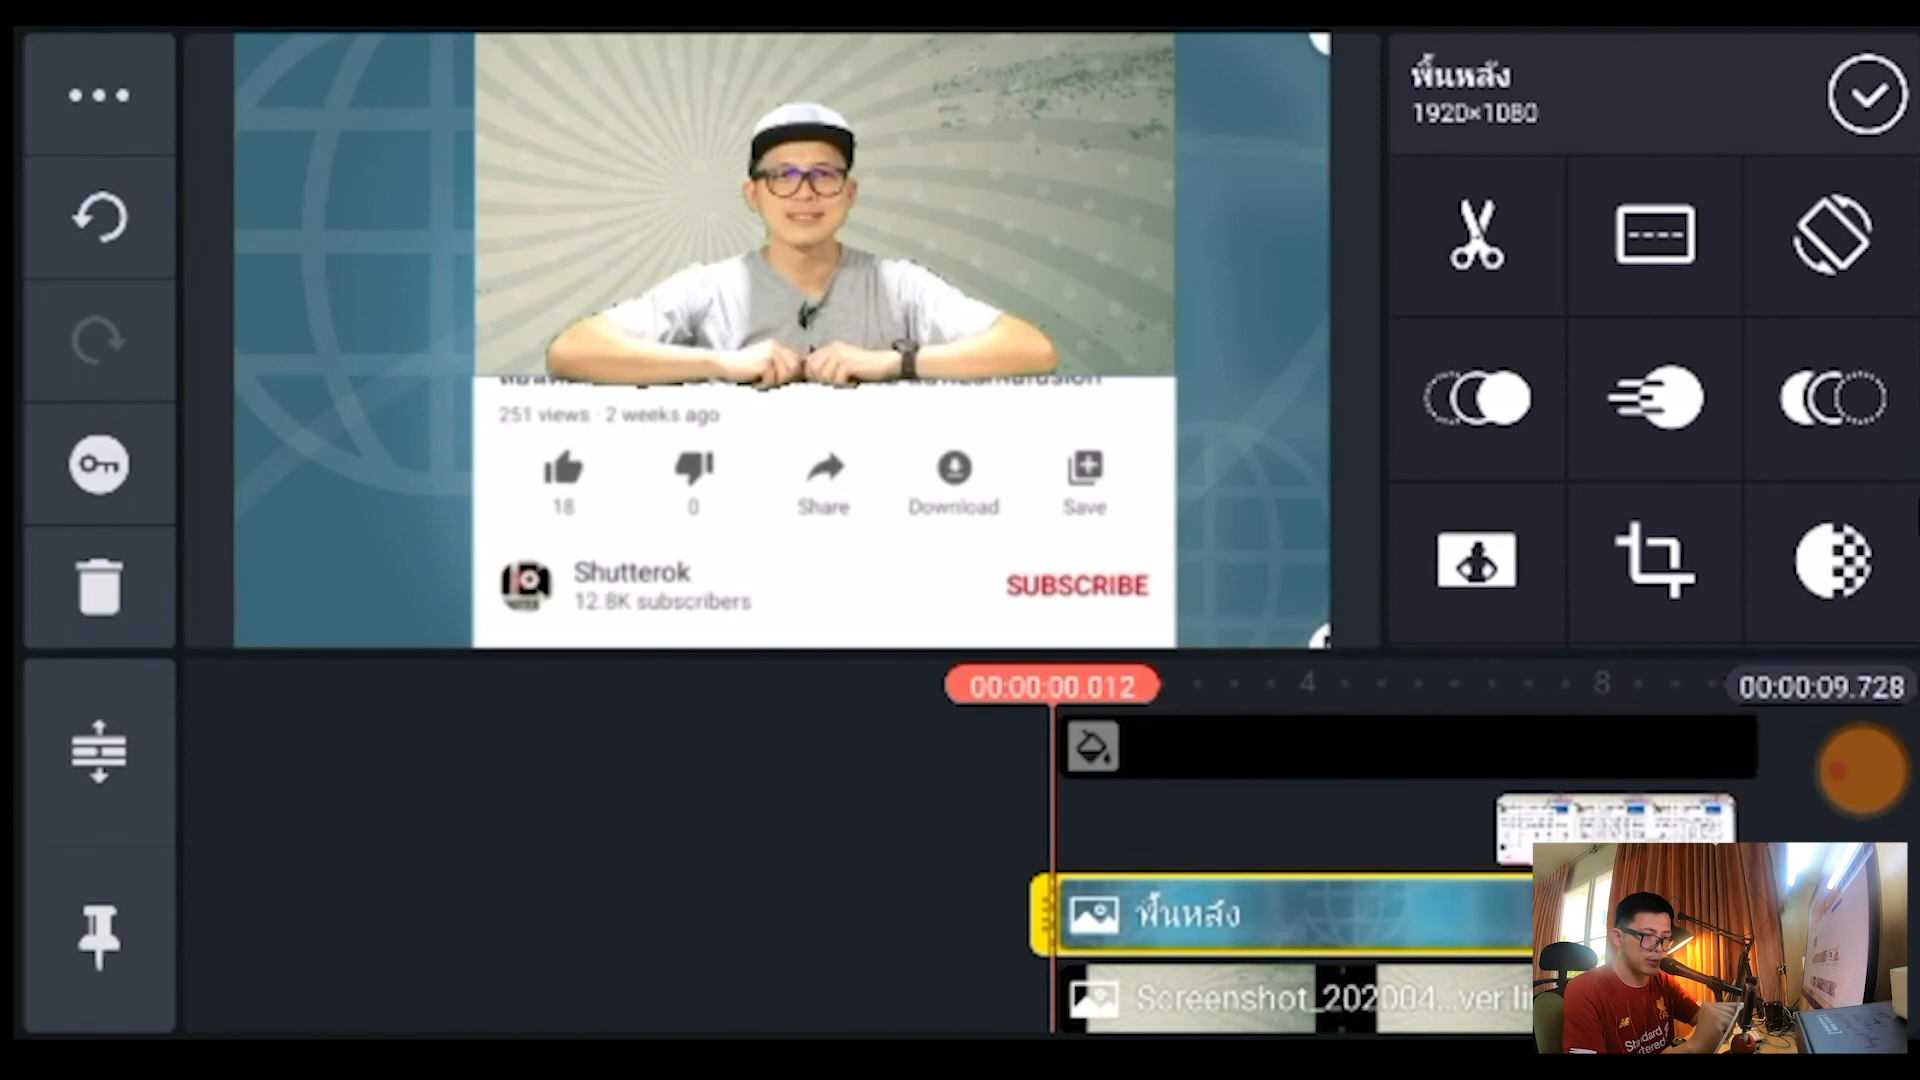 พื้นหลัง
1920×1080
251 views · 2 weeks ago
18
0
Share
Download
Save
Shutterok
12.8K subscribers
SUBSCRIBE
00:00:00.012
4
8
00:00:09.728
พื้นหลัง
Screenshot_202004...ver.li
Standard